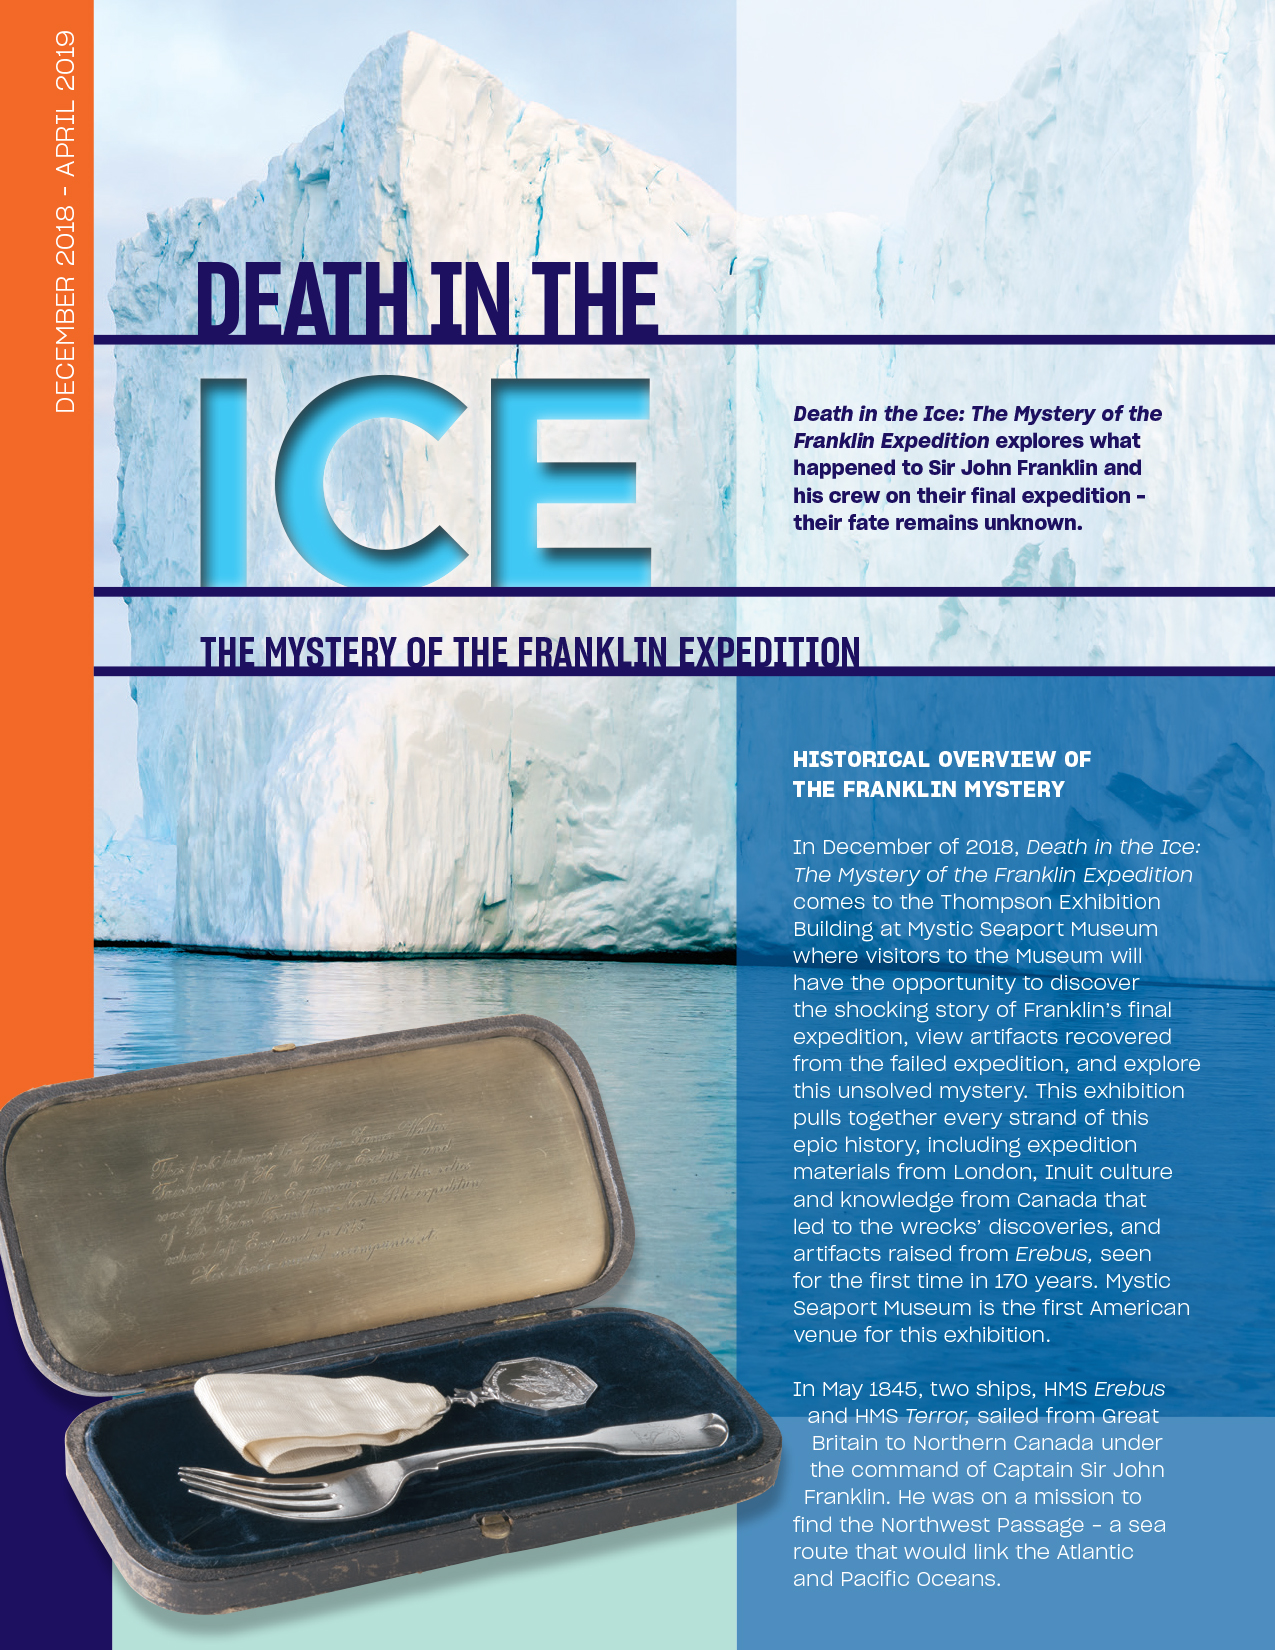 DECEMBER 2018 - APRIL 2019
DEATH IN THE
ICE
THE MYSTERY OF THE FRANKLIN EXPEDITION
Death in the Ice: The Mystery of the
Franklin Expedition explores what
happened to Sir John Franklin and
his crew on their final expedition –
their fate remains unknown.
HISTORICAL OVERVIEW OF
THE FRANKLIN MYSTERY
In December of 2018, Death in the Ice:
The Mystery of the Franklin Expedition
comes to the Thompson Exhibition
Building at Mystic Seaport Museum
where visitors to the Museum will
have the opportunity to discover
the shocking story of Franklin’s final
expedition, view artifacts recovered
from the failed expedition, and explore
this unsolved mystery. This exhibition
pulls together every strand of this
epic history, including expedition
materials from London, Inuit culture
and knowledge from Canada that
led to the wrecks’ discoveries, and
artifacts raised from Erebus, seen
for the first time in 170 years. Mystic
Seaport Museum is the first American
venue for this exhibition.
In May 1845, two ships, HMS Erebus
and HMS Terror, sailed from Great
Britain to Northern Canada under
the command of Captain Sir John
Franklin. He was on a mission to
find the Northwest Passage – a sea
route that would link the Atlantic
and Pacific Oceans.